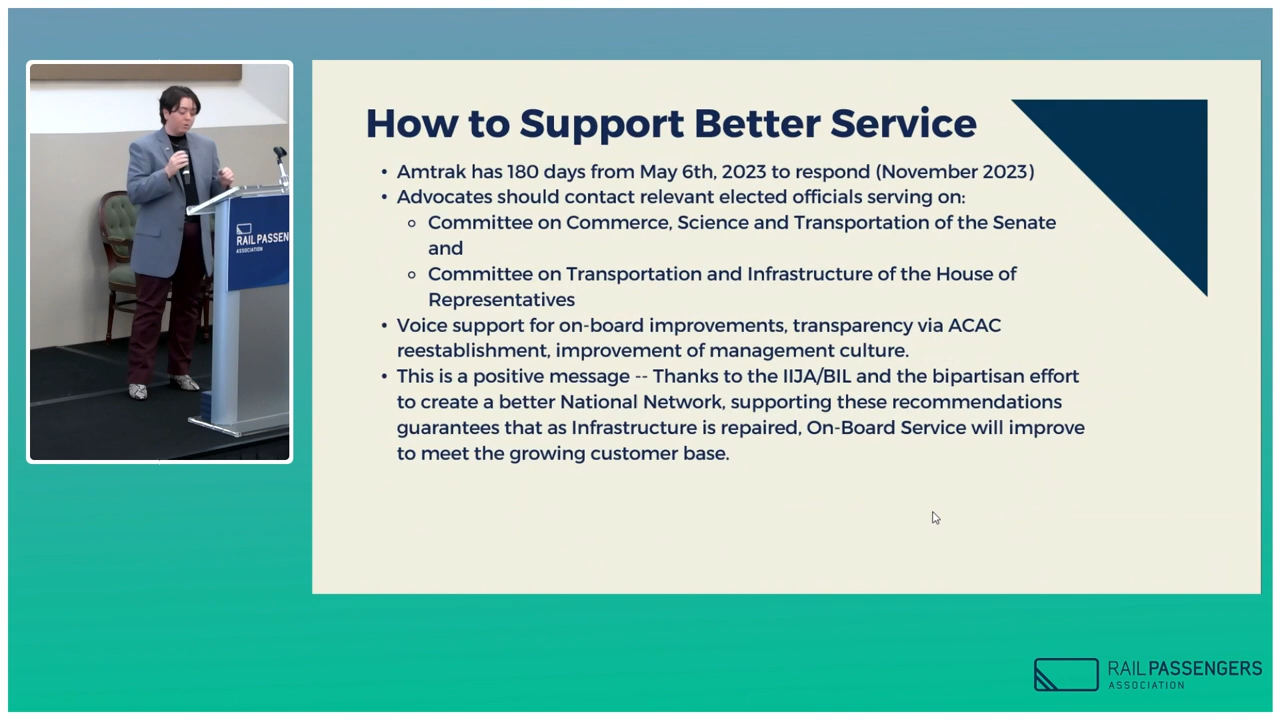 How to Support Better Service
• Amtrak has 180 days from May 6th, 2023 to respond (November 2023)
• Advocates should contact relevant elected officials serving on:
◦ Committee on Commerce, Science and Transportation of the Senate
and
◦ Committee on Transportation and Infrastructure of the House of
Representatives
• Voice support for on-board improvements, transparency via ACAC
reestablishment, improvement of management culture.
• This is a positive message -- Thanks to the IIJA/BIL and the bipartisan effort
to create a better National Network, supporting these recommendations
guarantees that as Infrastructure is repaired, On-Board Service will improve
to meet the growing customer base.
RAIL PASSEN
ASSOCIATION
RAILPASSENGERS
ASSOCIATION